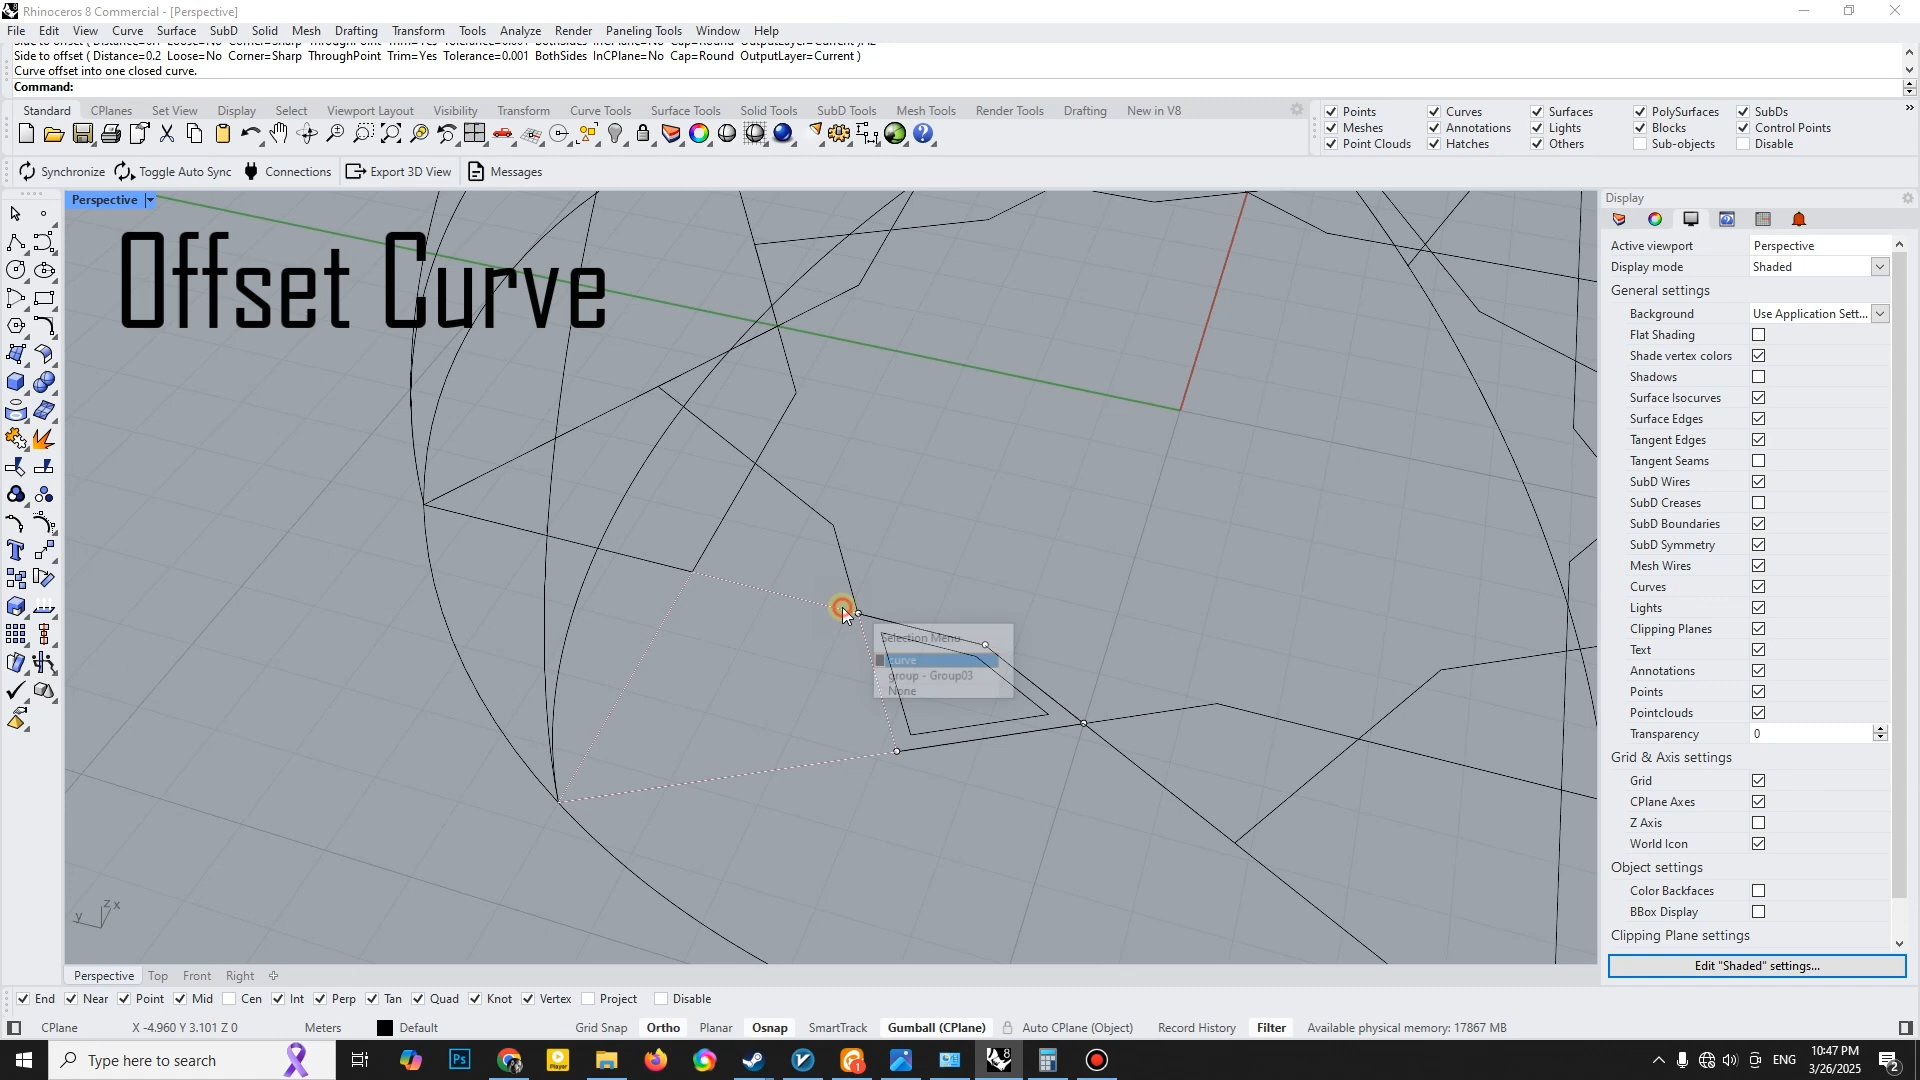 Rhinoceros 8 Commercial - [Perspective]
File Edit View Curve Surface SubD Solid Mesh Drafting Transform Tools Analyze Render Paneling Tools Window Help
Side to offset ( Distance=0.2 Loose=No Corner=Sharp ThroughPoint Trim=Yes Tolerance=0.001 BothSides InCPlane=No Cap=Round OutputLayer=Current )
Curve offset into one closed curve.
Command:
Standard CPlanes Set View Display Select Viewport Layout Visibility Transform Curve Tools Surface Tools Solid Tools SubD Tools Mesh Tools Render Tools Drafting New in V8
Points Curves Surfaces PolySurfaces SubDs
Meshes Annotations Lights Blocks Control Points
Point Clouds Hatches Others Sub-objects Disable
Synchronize Toggle Auto Sync Connections Export 3D View Messages
Perspective
Offset Curve
Selection Menu
curve
group - Group03
None
z x
y
Display
Active viewport Perspective
Display mode Shaded
General settings
Background Use Application Sett...
Flat Shading
Shade vertex colors
Shadows
Surface Isocurves
Surface Edges
Tangent Edges
Tangent Seams
SubD Wires
SubD Creases
SubD Boundaries
SubD Symmetry
Mesh Wires
Curves
Lights
Clipping Planes
Text
Annotations
Points
Pointclouds
Transparency 0
Grid & Axis settings
Grid
CPlane Axes
Z Axis
World Icon
Object settings
Color Backfaces
BBox Display
Clipping Plane settings
Edit "Shaded" settings...
Perspective Top Front Right
End Near Point Mid Cen Int Perp Tan Quad Knot Vertex Project Disable
CPlane X -4.960 Y 3.101 Z 0 Meters Default Grid Snap Ortho Planar Osnap SmartTrack Gumball (CPlane) Auto CPlane (Object) Record History Filter Available physical memory: 17867 MB
Type here to search
ENG
10:47 PM
3/26/2025